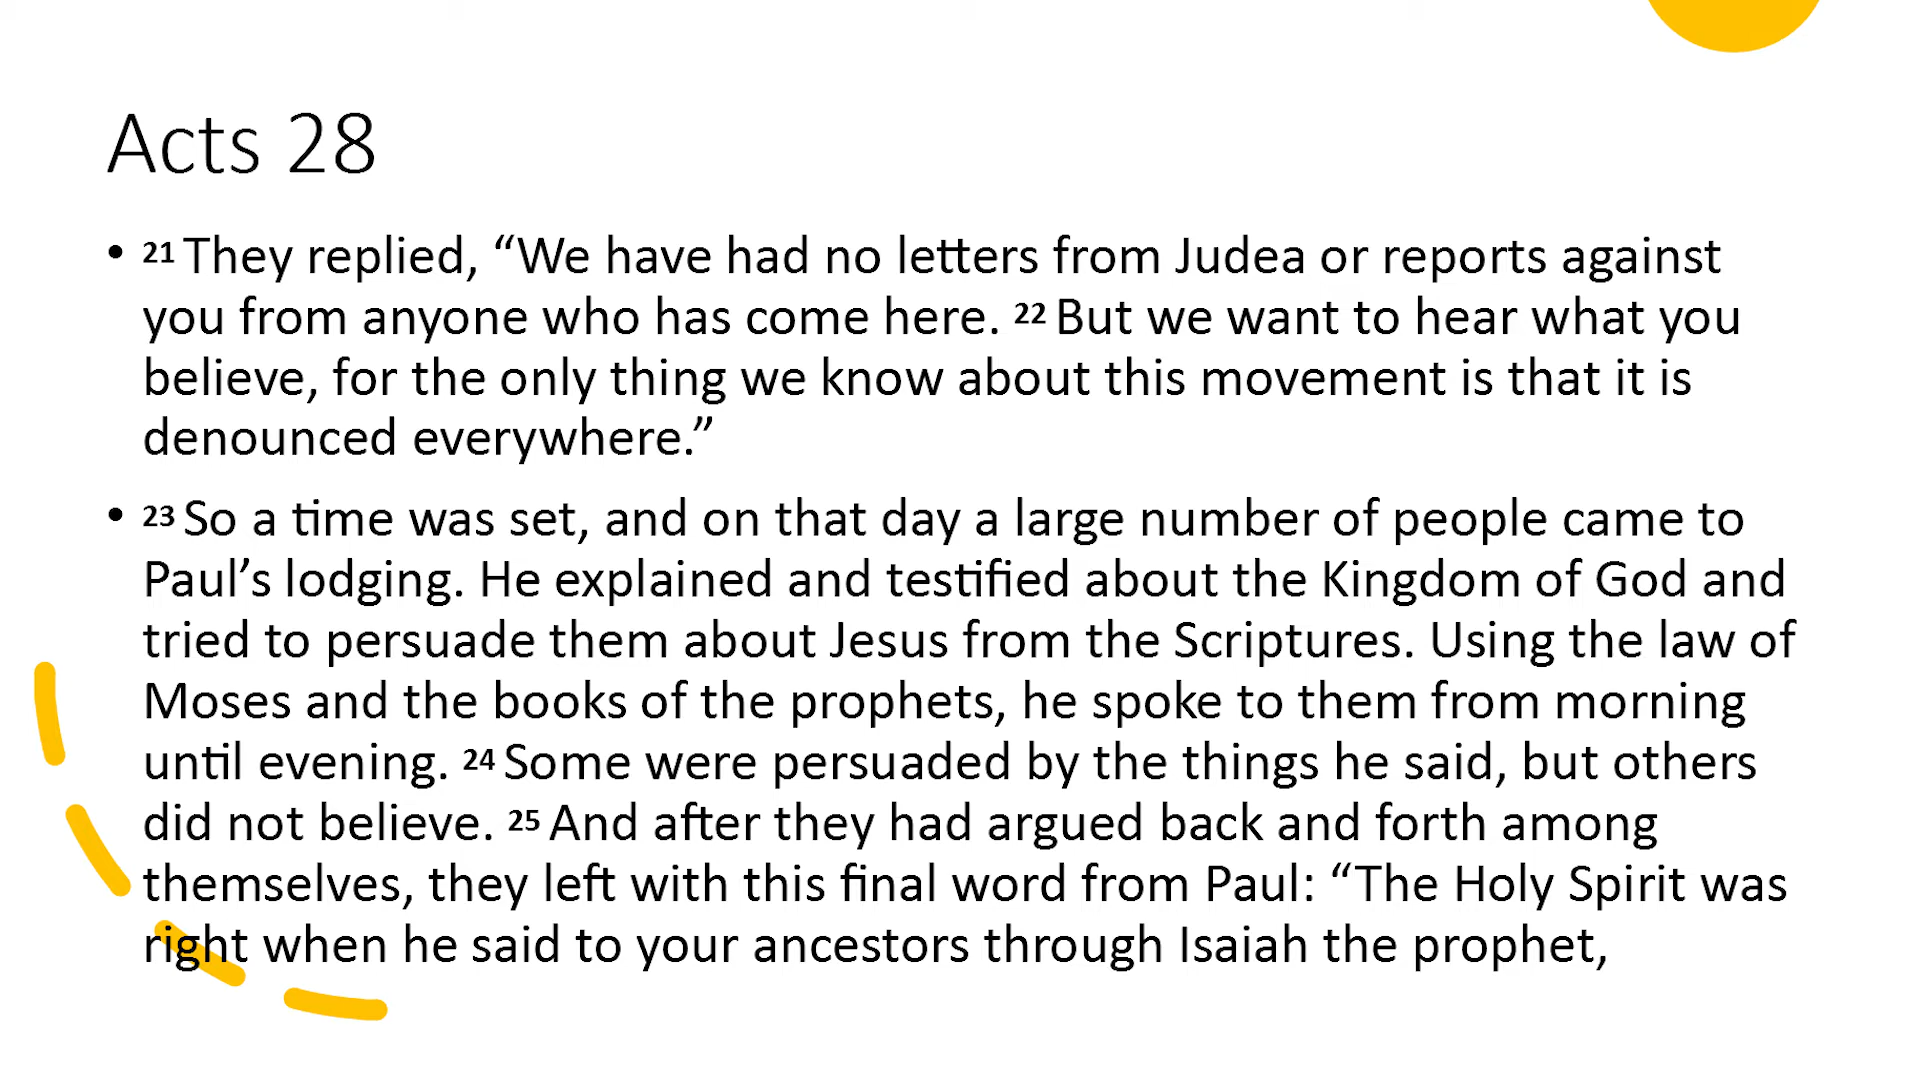 Acts 28
• 21 They replied, “We have had no letters from Judea or reports against
you from anyone who has come here. 22 But we want to hear what you
believe, for the only thing we know about this movement is that it is
denounced everywhere.”
• 23 So a time was set, and on that day a large number of people came to
Paul’s lodging. He explained and testified about the Kingdom of God and
tried to persuade them about Jesus from the Scriptures. Using the law of
Moses and the books of the prophets, he spoke to them from morning
until evening. 24 Some were persuaded by the things he said, but others
did not believe. 25 And after they had argued back and forth among
themselves, they left with this final word from Paul: “The Holy Spirit was
right when he said to your ancestors through Isaiah the prophet,